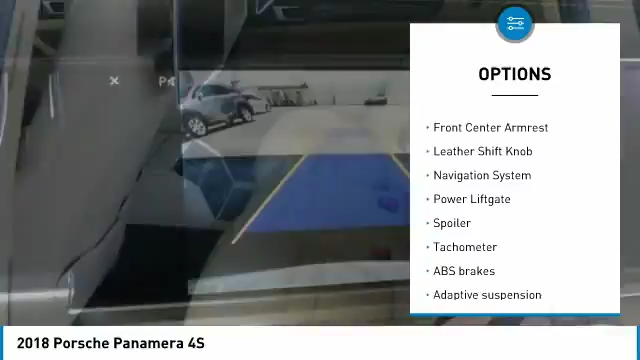 OPTIONS
• Front Center Armrest
• Leather Shift Knob
• Navigation System
• Power Liftgate
• Spoiler
• Tachometer
• ABS brakes
• Adaptive suspension
2018 Porsche Panamera 4S